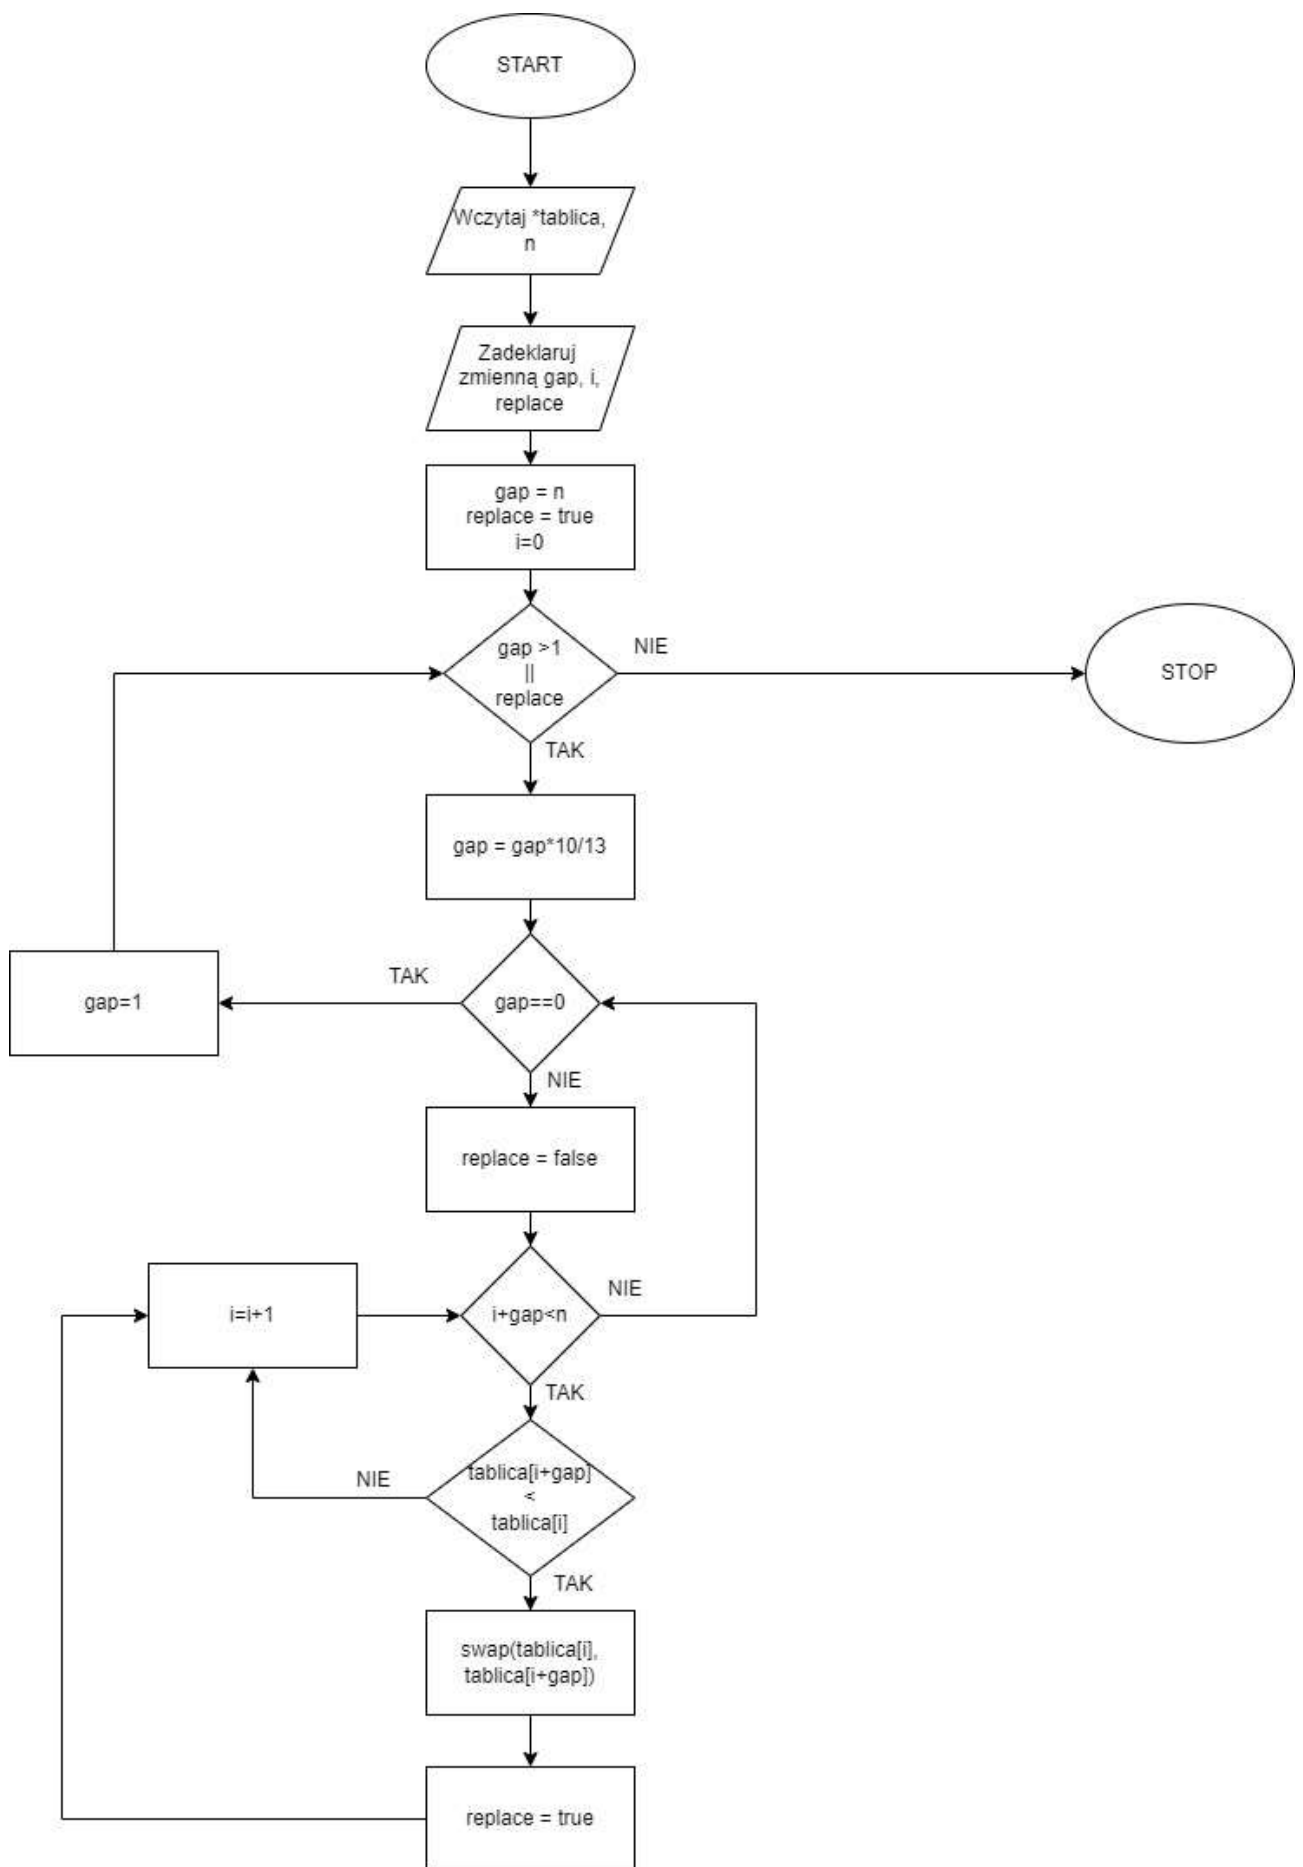 START
Wczytaj *tablica,
n
Zadeklaruj
zmienną gap, i,
replace
gap = n
replace = true
i=0
gap >1
||
replace
NIE
STOP
TAK
gap = gap*10/13
gap==0
TAK
gap=1
NIE
replace = false
i+gap<n
NIE
i=i+1
TAK
tablica[i+gap]
<
tablica[i]
NIE
TAK
swap(tablica[i],
tablica[i+gap])
replace = true